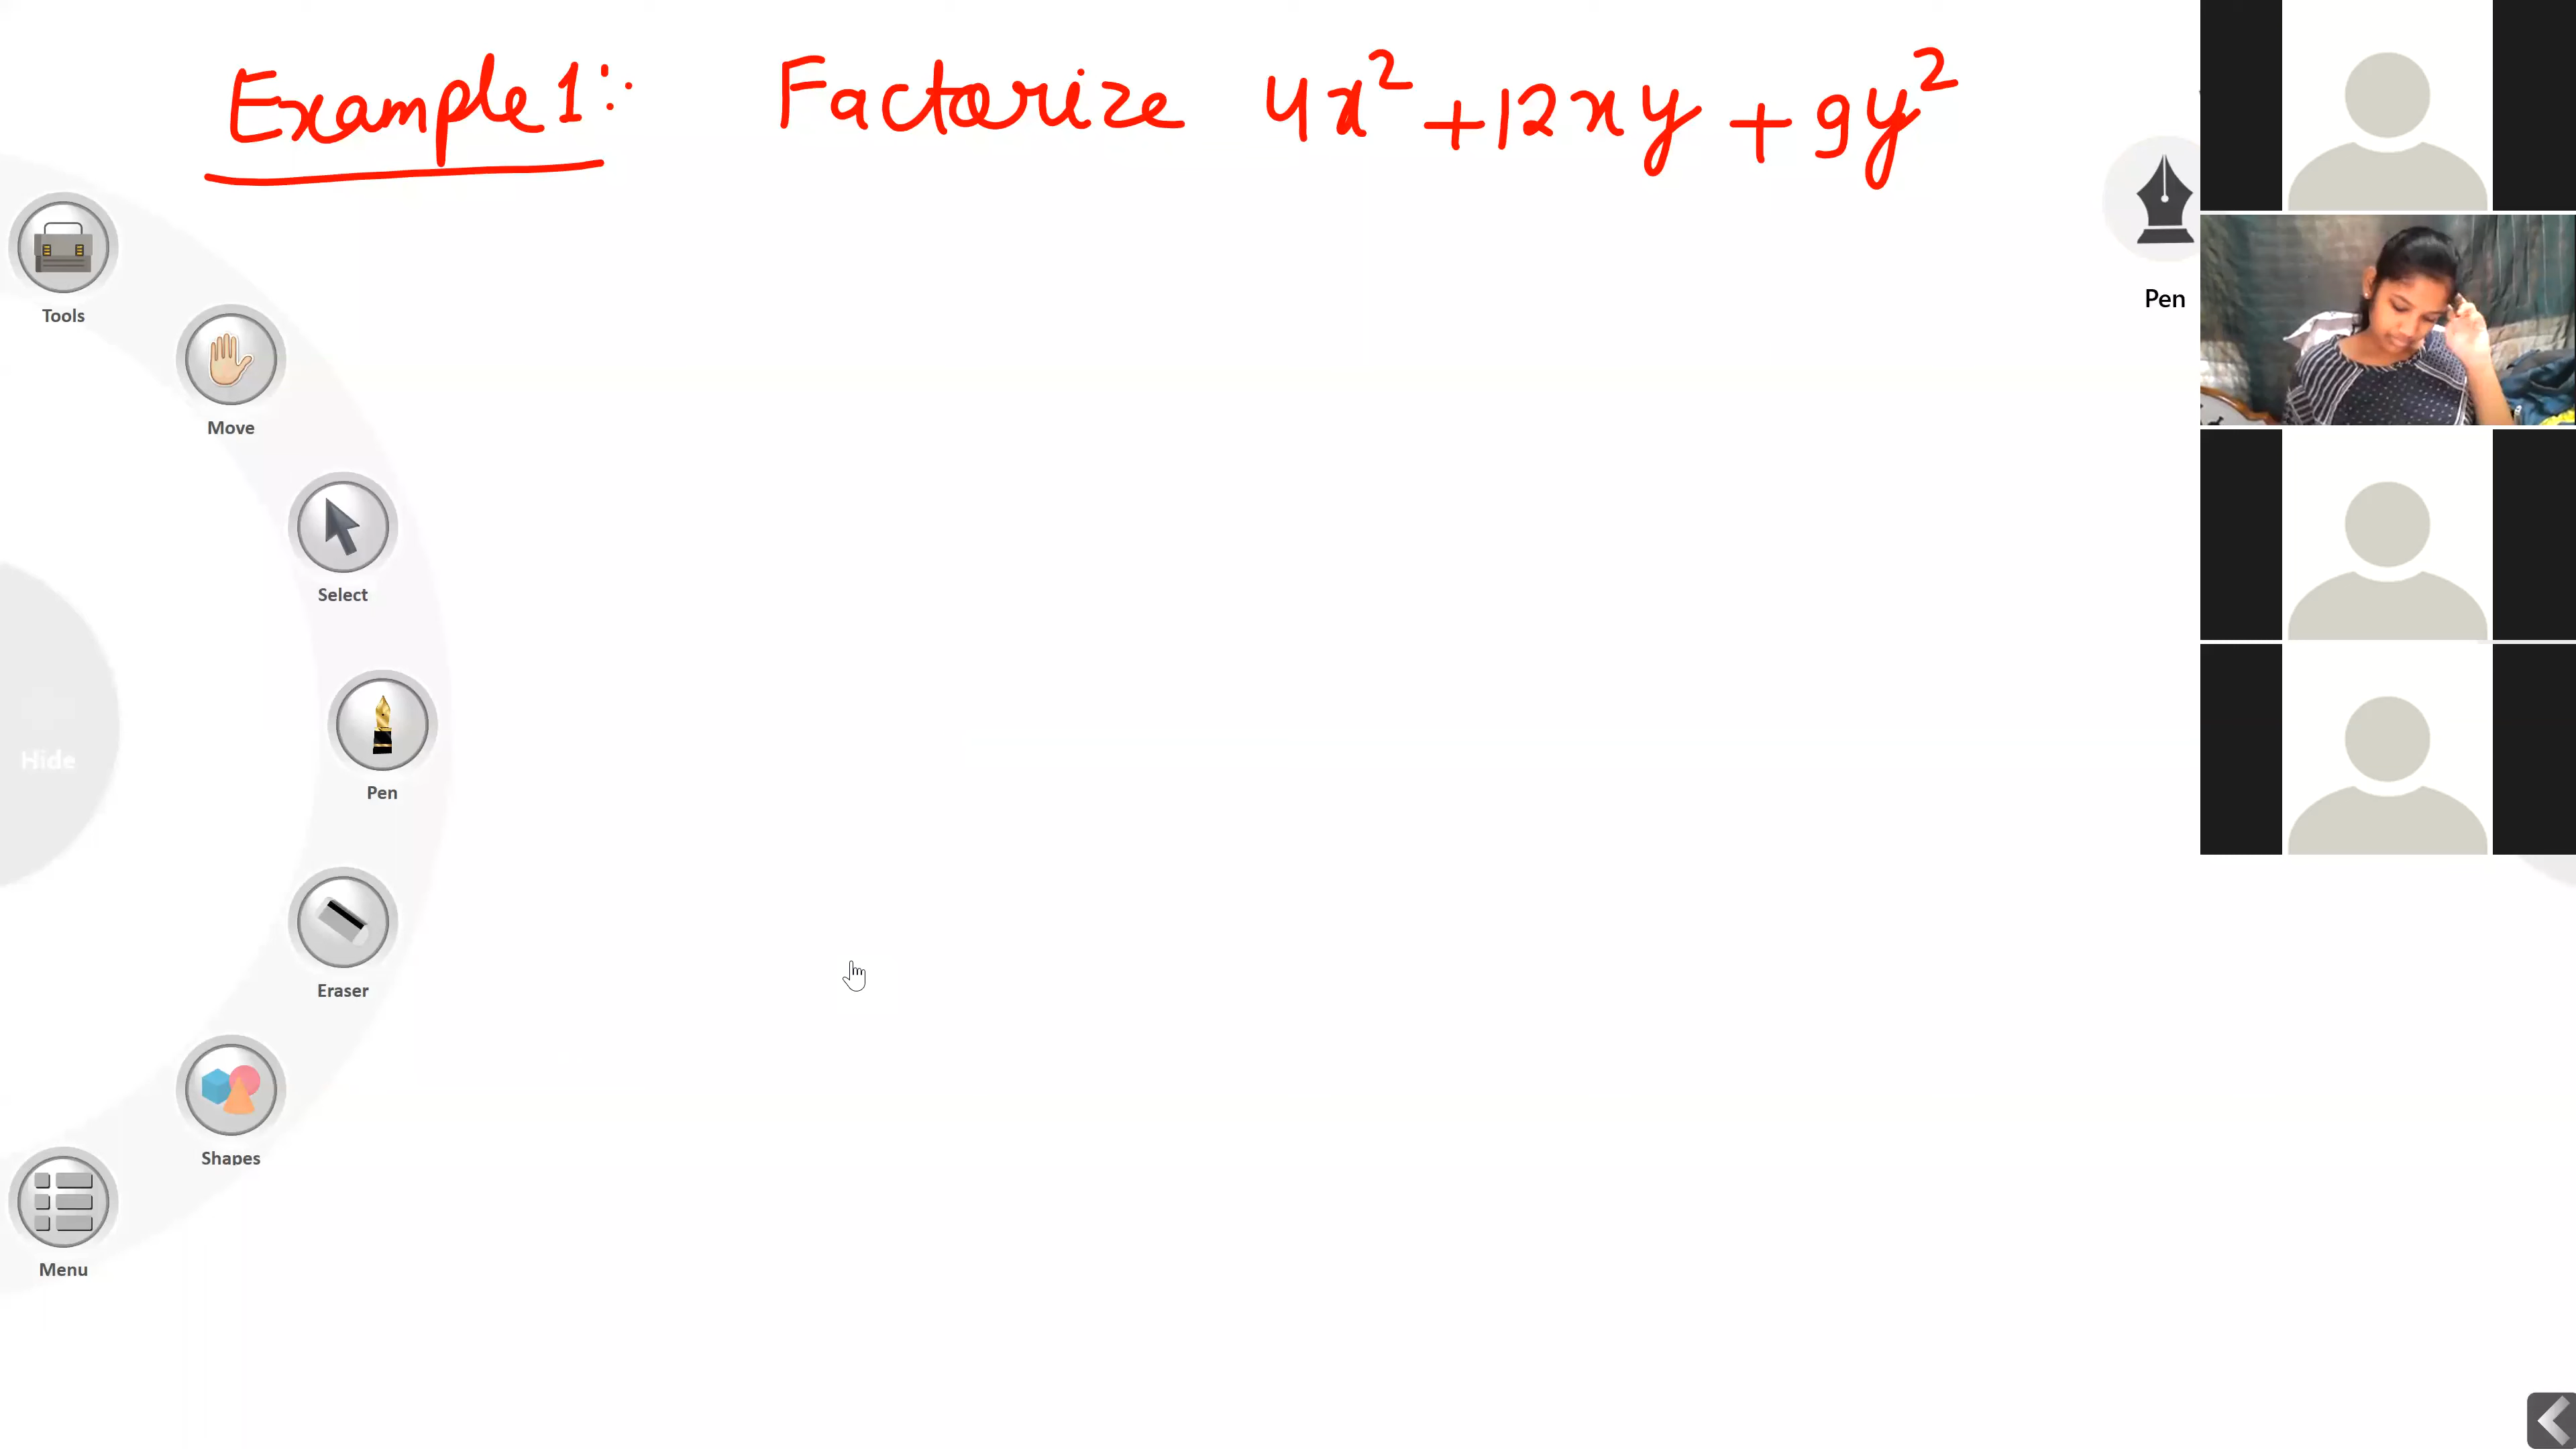 Example 1:- Factorize 4x² + 12xy + 9y²
Pen
Tools
Move
Select
Hide
Pen
Eraser
Shapes
Menu